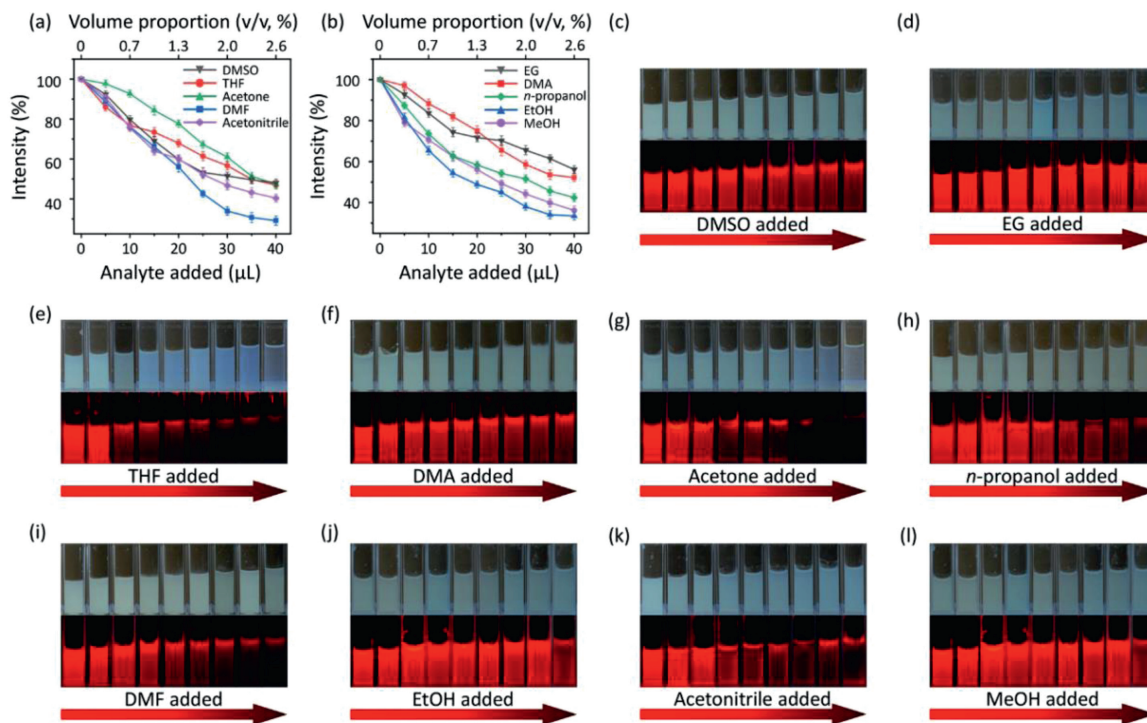 (a)
Volume proportion (v/v, %)
0 0.7 1.3 2.0 2.6
DMSO
THF
Acetone
DMF
Acetonitrile
Intensity (%)
100
80
60
40
0 10 20 30 40
Analyte added (μL)
(b)
Volume proportion (v/v, %)
0 0.7 1.3 2.0 2.6
EG
DMA
n-propanol
EtOH
MeOH
Intensity (%)
100
80
60
40
0 10 20 30 40
Analyte added (μL)
(c)
DMSO added
(d)
EG added
(e)
THF added
(f)
DMA added
(g)
Acetone added
(h)
n-propanol added
(i)
DMF added
(j)
EtOH added
(k)
Acetonitrile added
(l)
MeOH added